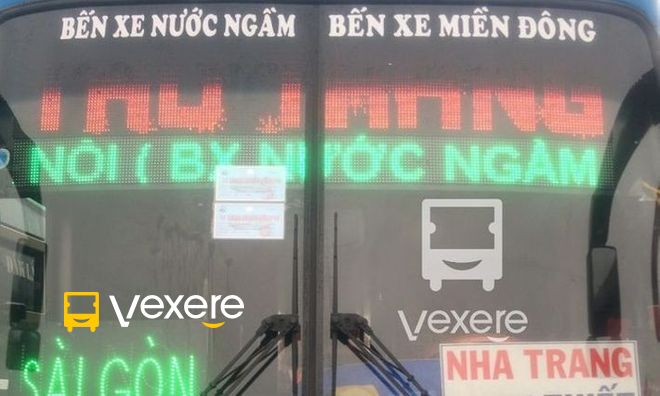 BẾN XE NƯỚC NGẦM BẾN XE MIỀN ĐÔNG
NỘI ( BX NƯỚC NGẦM
vexere
vexere
NHA TRANG
SÀI GÒN